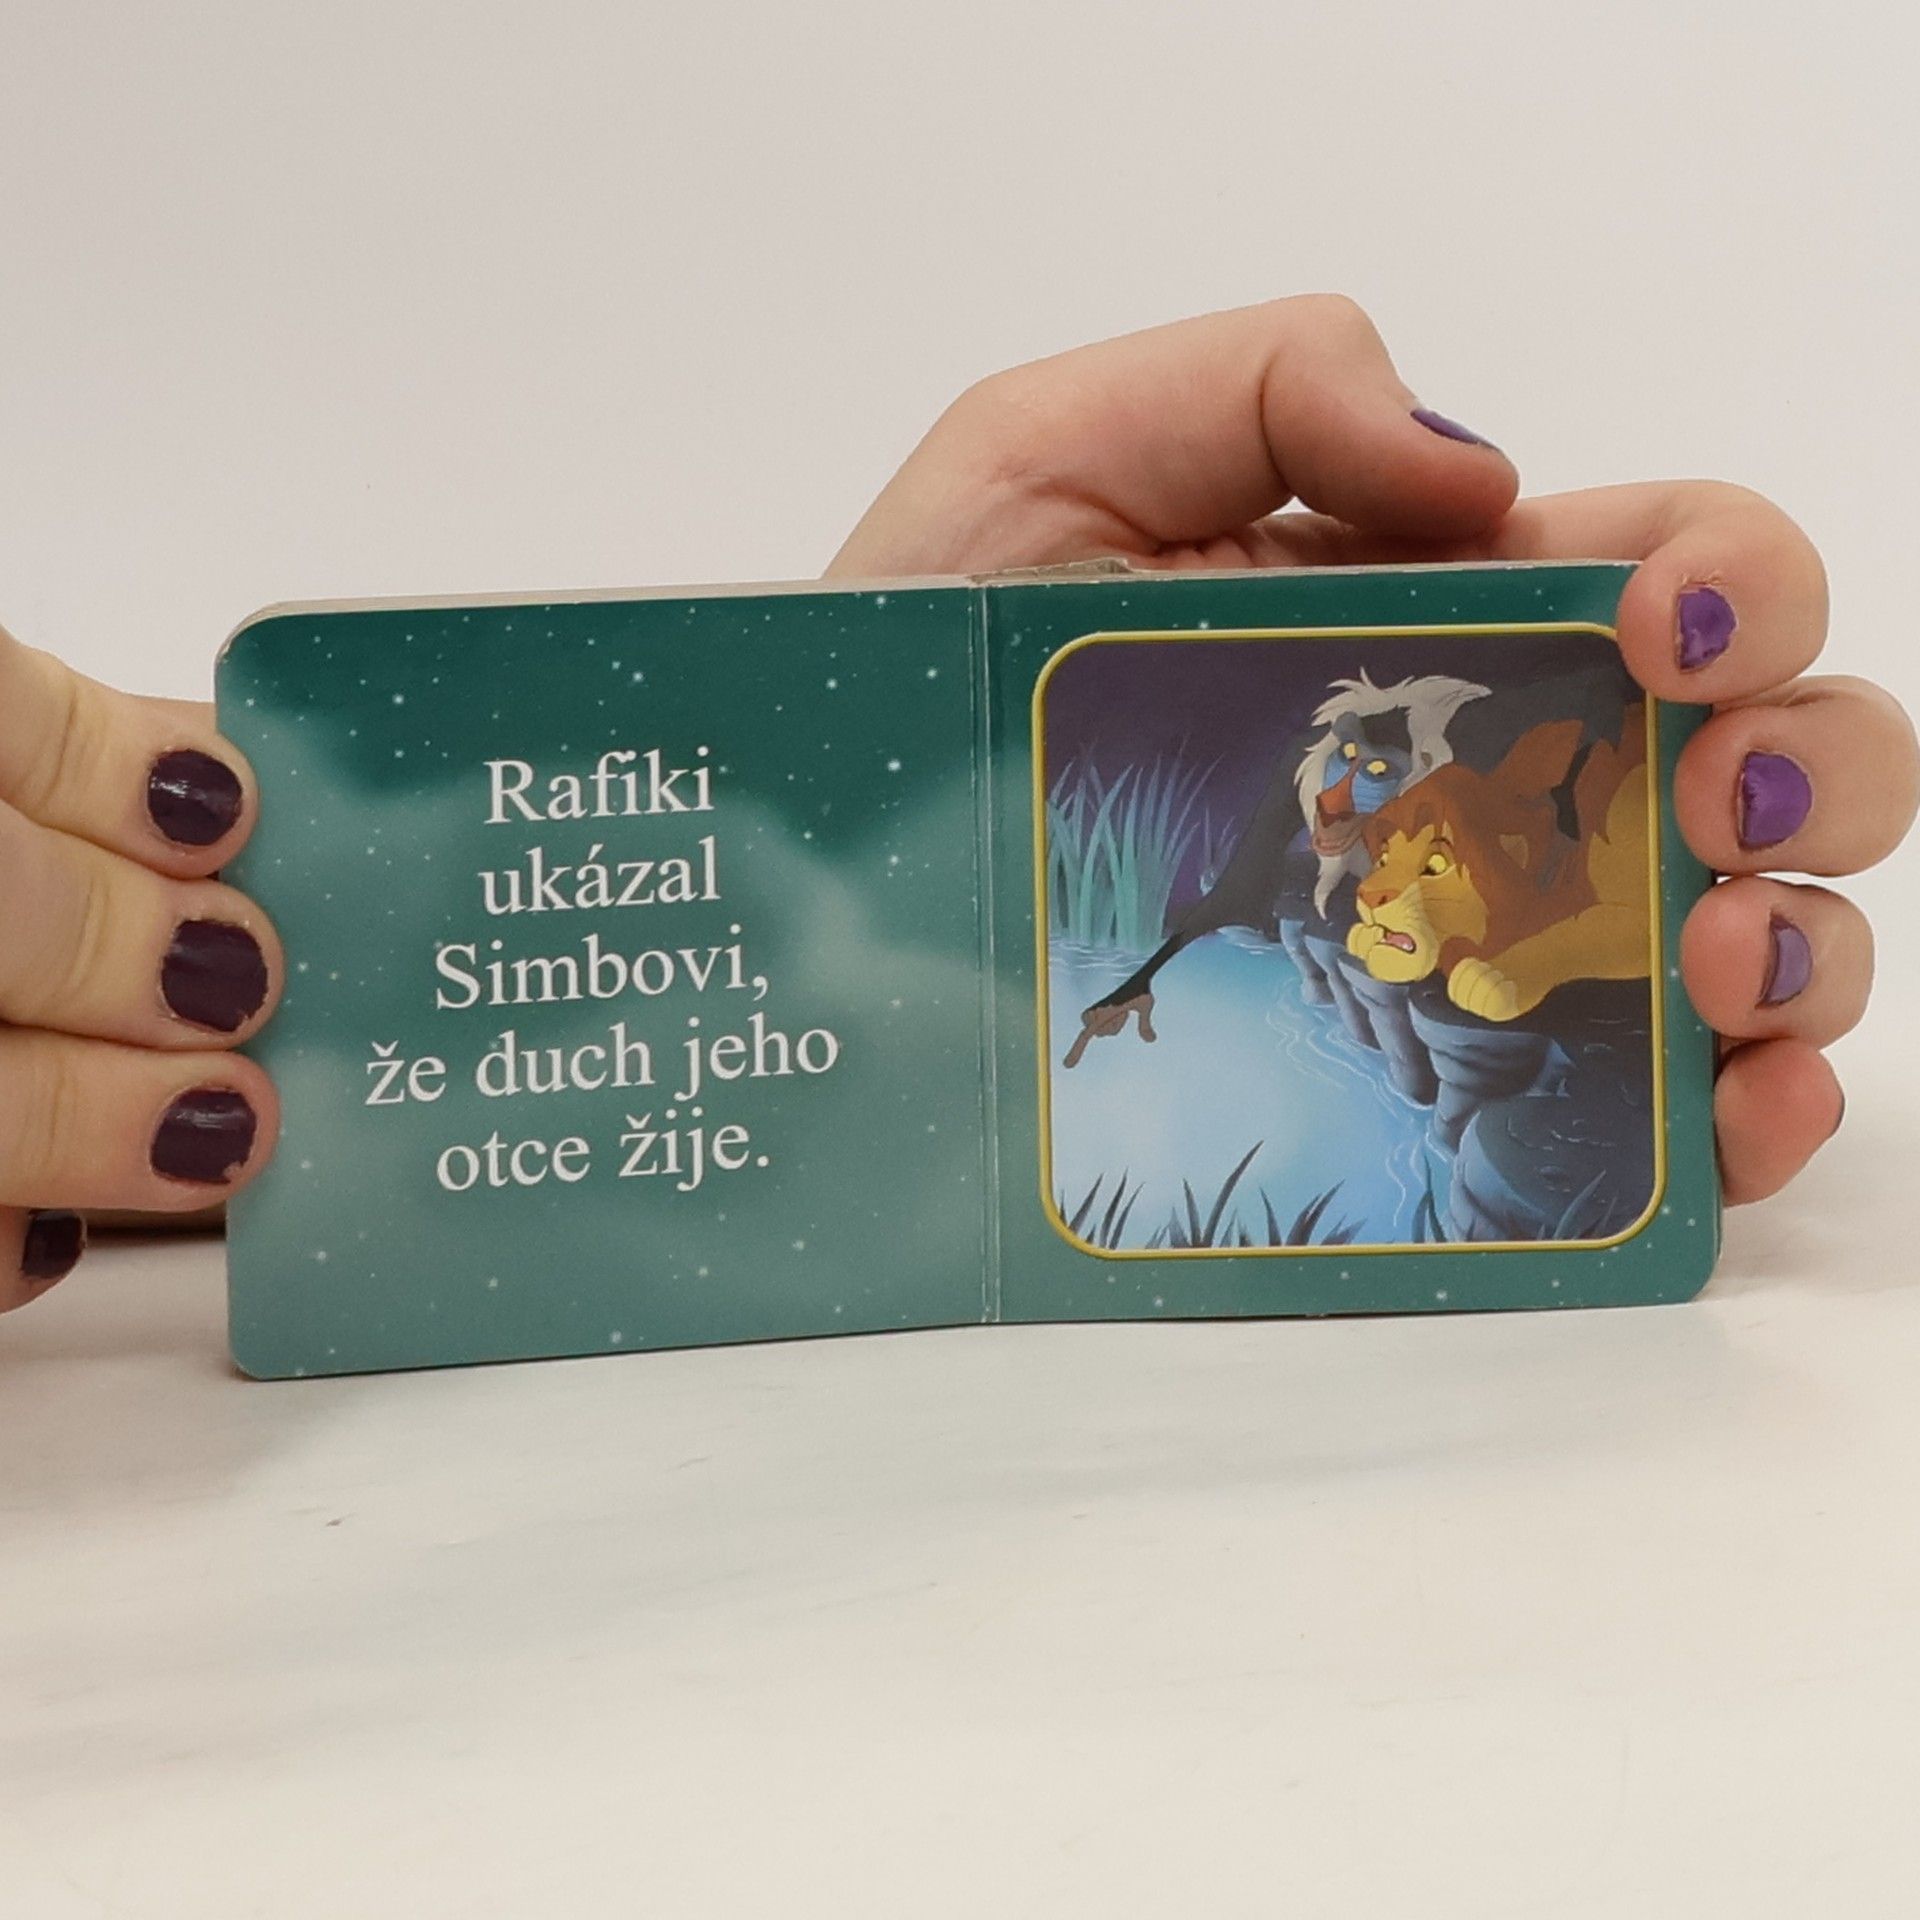 Rafiki
ukázal
Simbovi,
že duch jeho
otce žije.